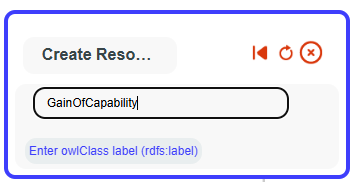 Create Reso...
GainOfCapability
Enter owlClass label (rdfs:label)